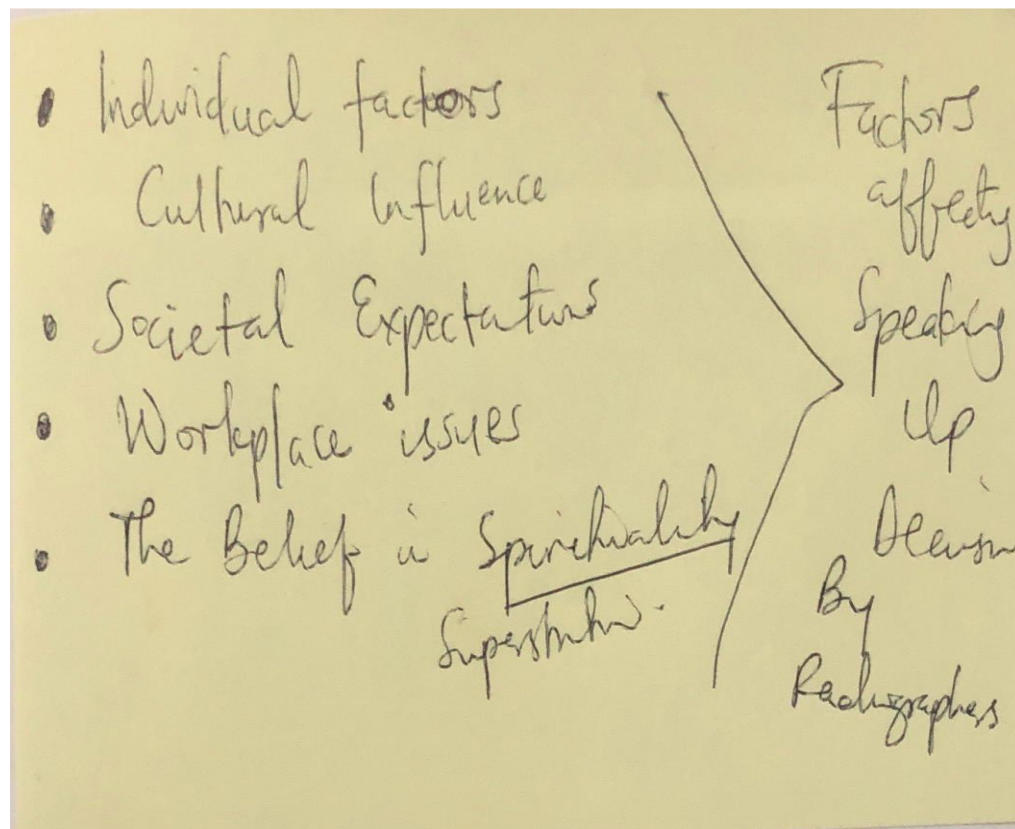 Individual factors
Cultural Influence
Societal Expectations
Workplace issues
The Belief in Spirituality
Superstition.
Factors
affecting
Speaking
Up
Decision
By
Radiographers